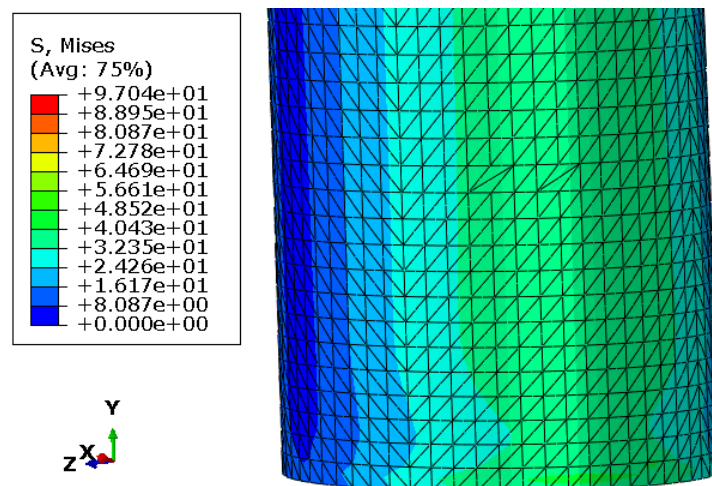 S, Mises
(Avg: 75%)
+9.704e+01
+8.895e+01
+8.087e+01
+7.278e+01
+6.469e+01
+5.661e+01
+4.852e+01
+4.043e+01
+3.235e+01
+2.426e+01
+1.617e+01
+8.087e+00
+0.000e+00
Y
X
Z